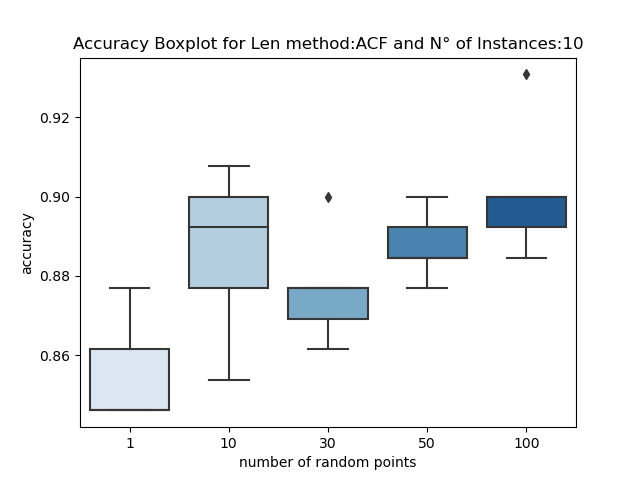 Accuracy Boxplot for Len method:ACF and N° of Instances:10
0.92
0.90
0.88
0.86
accuracy
1 10 30 50 100
number of random points